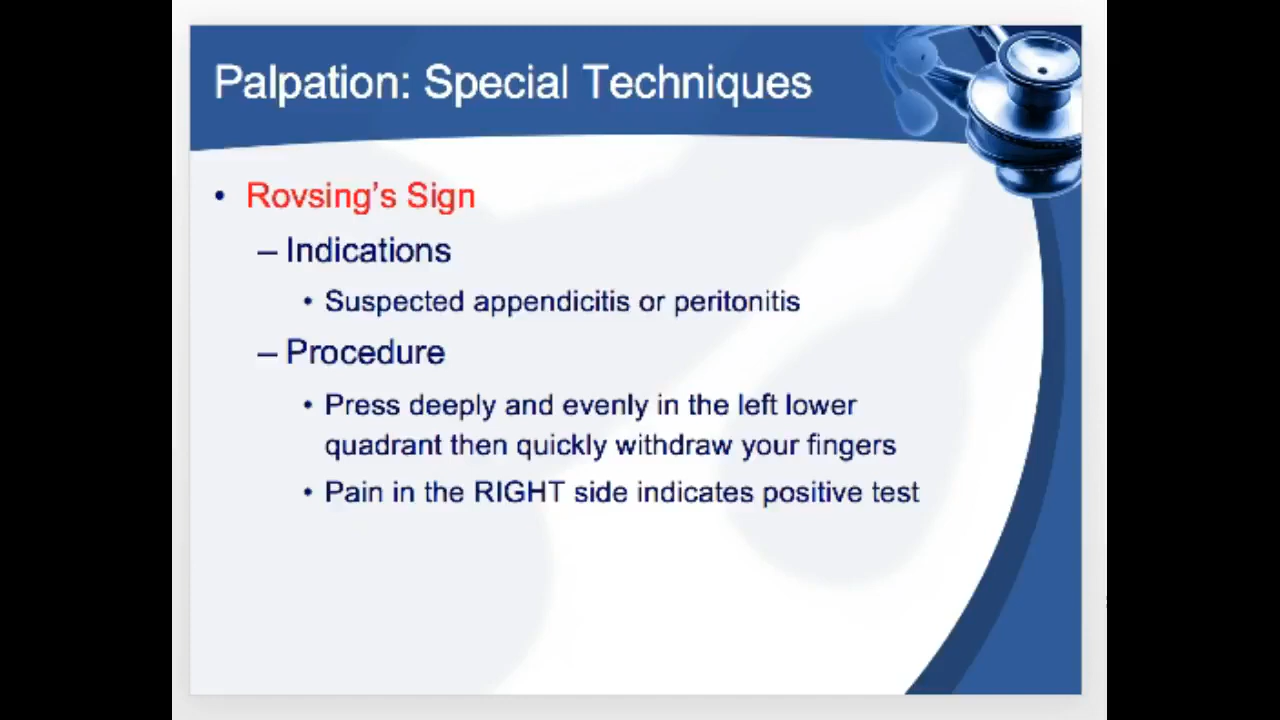 Palpation: Special Techniques
• Rovsing's Sign
– Indications
• Suspected appendicitis or peritonitis
– Procedure
• Press deeply and evenly in the left lower
quadrant then quickly withdraw your fingers
• Pain in the RIGHT side indicates positive test